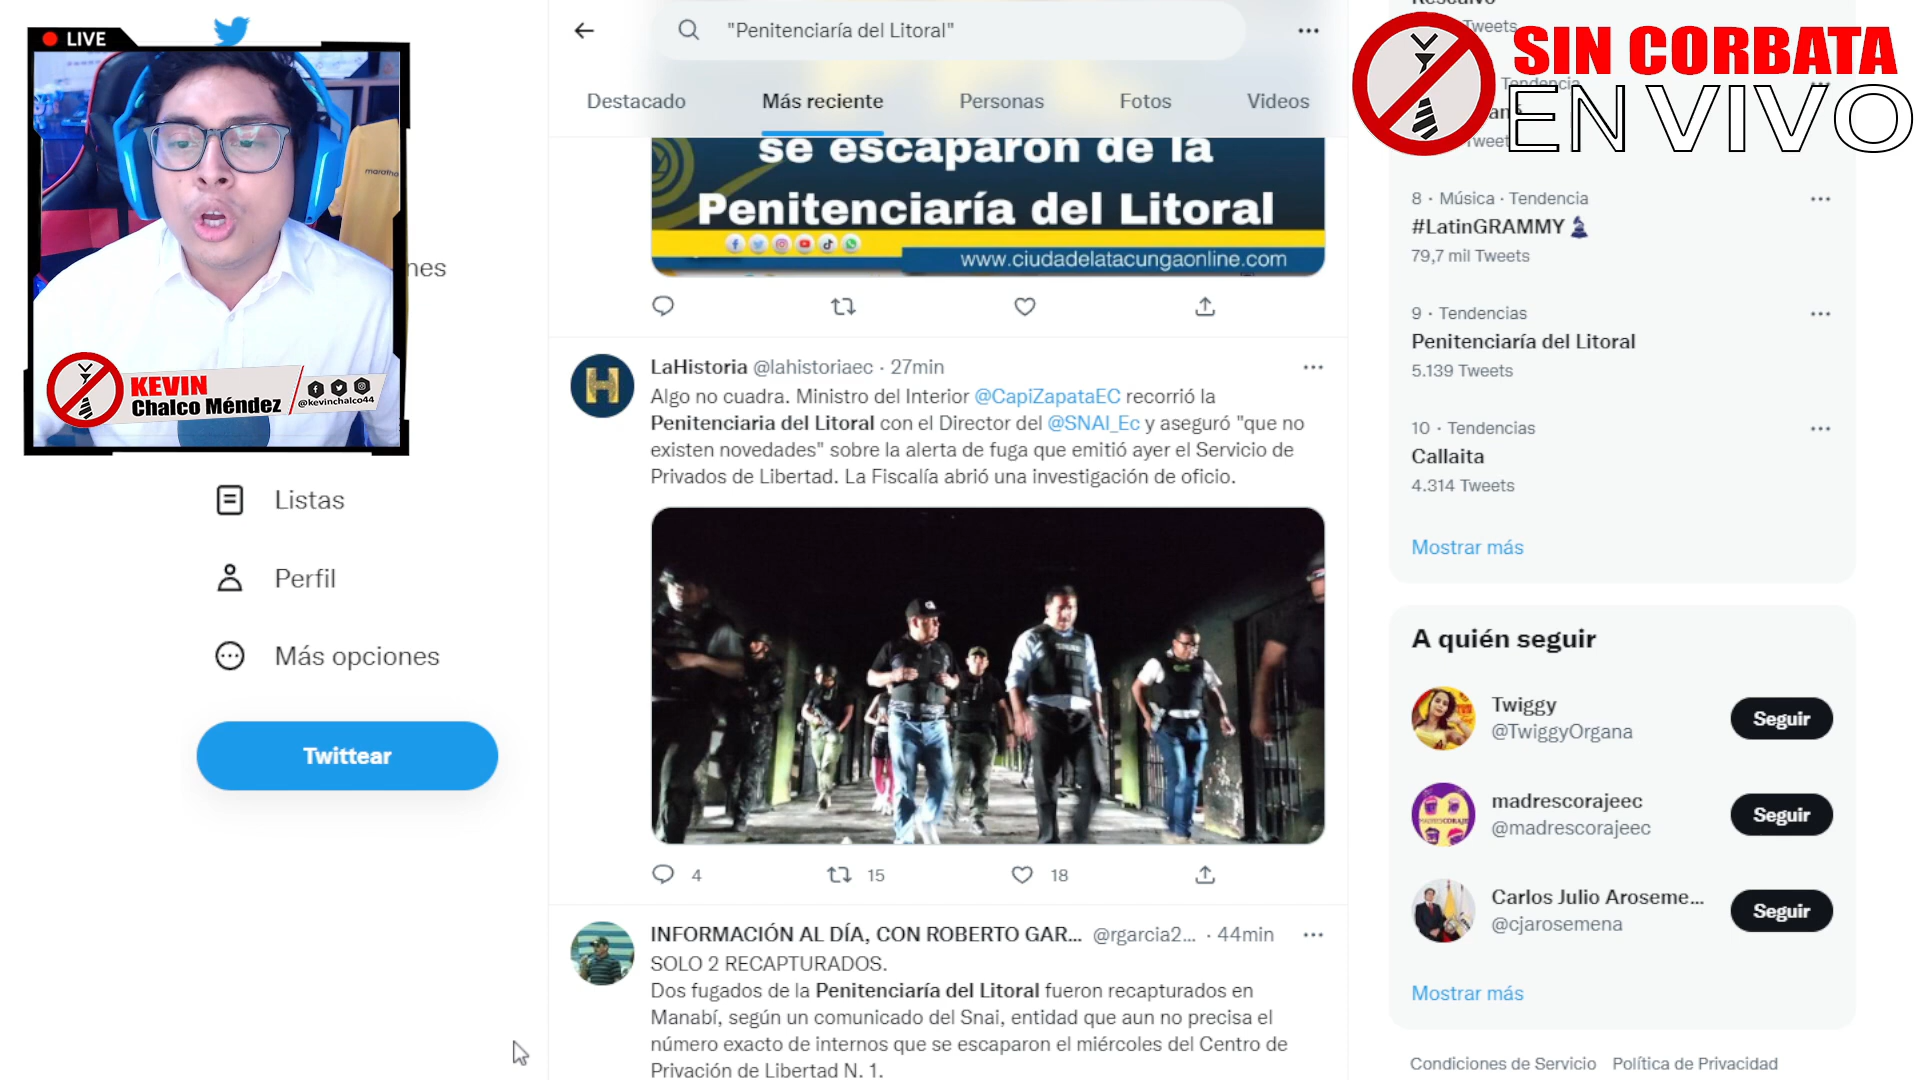 LIVE
KEVIN
Chalco Méndez
@kevinchalco44
nes
Listas
Perfil
Más opciones
Twittear
"Penitenciaría del Litoral"
Destacado
Más reciente
Personas
Fotos
Videos
se escaparon de la
Penitenciaría del Litoral
www.ciudadelatacungaonline.com
LaHistoria @lahistoriaec · 27min
Algo no cuadra. Ministro del Interior @CapiZapataEC recorrió la
Penitenciaria del Litoral con el Director del @SNAI_Ec y aseguró "que no
existen novedades" sobre la alerta de fuga que emitió ayer el Servicio de
Privados de Libertad. La Fiscalía abrió una investigación de oficio.
4
15
18
INFORMACIÓN AL DÍA, CON ROBERTO GAR... @rgarcia2... · 44min
SOLO 2 RECAPTURADOS.
Dos fugados de la Penitenciaría del Litoral fueron recapturados en
Manabí, según un comunicado del Snai, entidad que aun no precisa el
número exacto de internos que se escaparon el miércoles del Centro de
Privación de Libertad N. 1.
SIN CORBATA
EN VIVO
Tweets
Tendencia
8 · Música · Tendencia
#LatinGRAMMY
79,7 mil Tweets
9 · Tendencias
Penitenciaría del Litoral
5.139 Tweets
10 · Tendencias
Callaita
4.314 Tweets
Mostrar más
A quién seguir
Twiggy
@TwiggyOrgana
Seguir
madrescorajeec
@madrescorajeec
Seguir
Carlos Julio Aroseme...
@cjarosemena
Seguir
Mostrar más
Condiciones de Servicio
Política de Privacidad